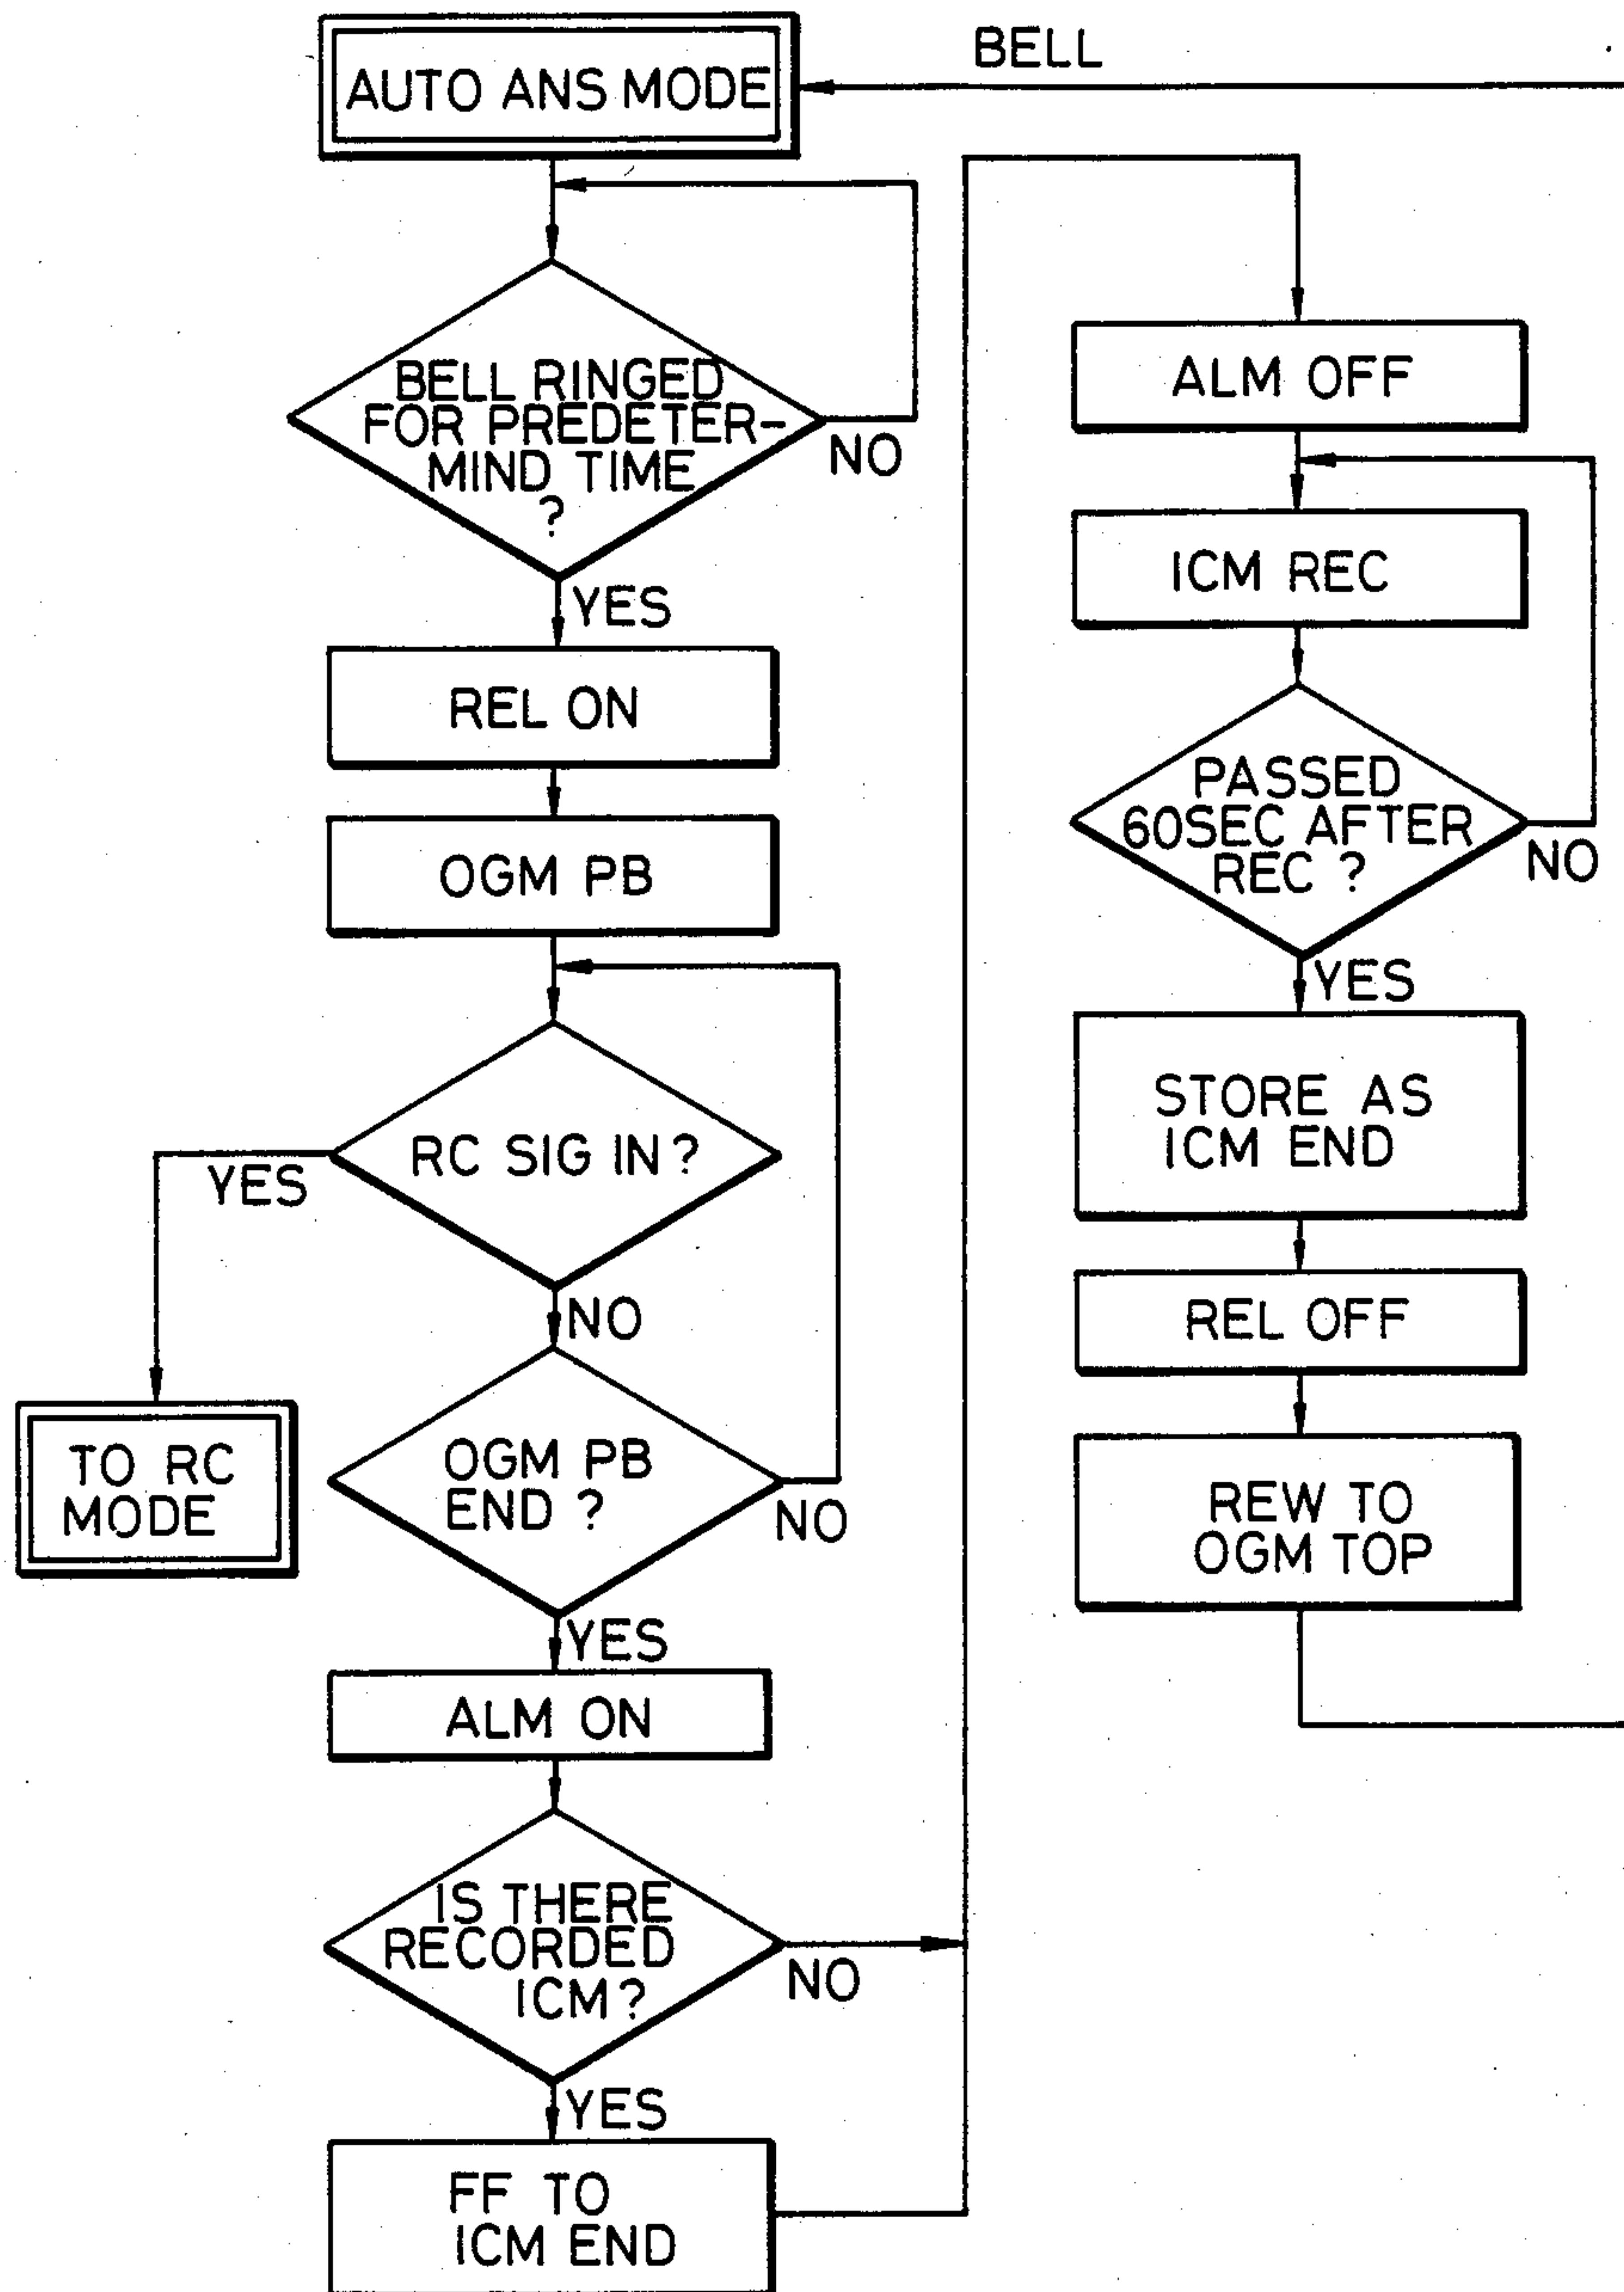 AUTO ANS MODE
BELL
BELL RINGED
FOR PREDETER-
MIND TIME
?
NO
YES
REL ON
OGM PB
RC SIG IN?
YES
NO
TO RC
MODE
OGM PB
END ?
NO
YES
ALM ON
IS THERE
RECORDED
ICM?
NO
YES
FF TO
ICM END
ALM OFF
ICM REC
PASSED
60SEC AFTER
REC ?
NO
YES
STORE AS
ICM END
REL OFF
REW TO
OGM TOP